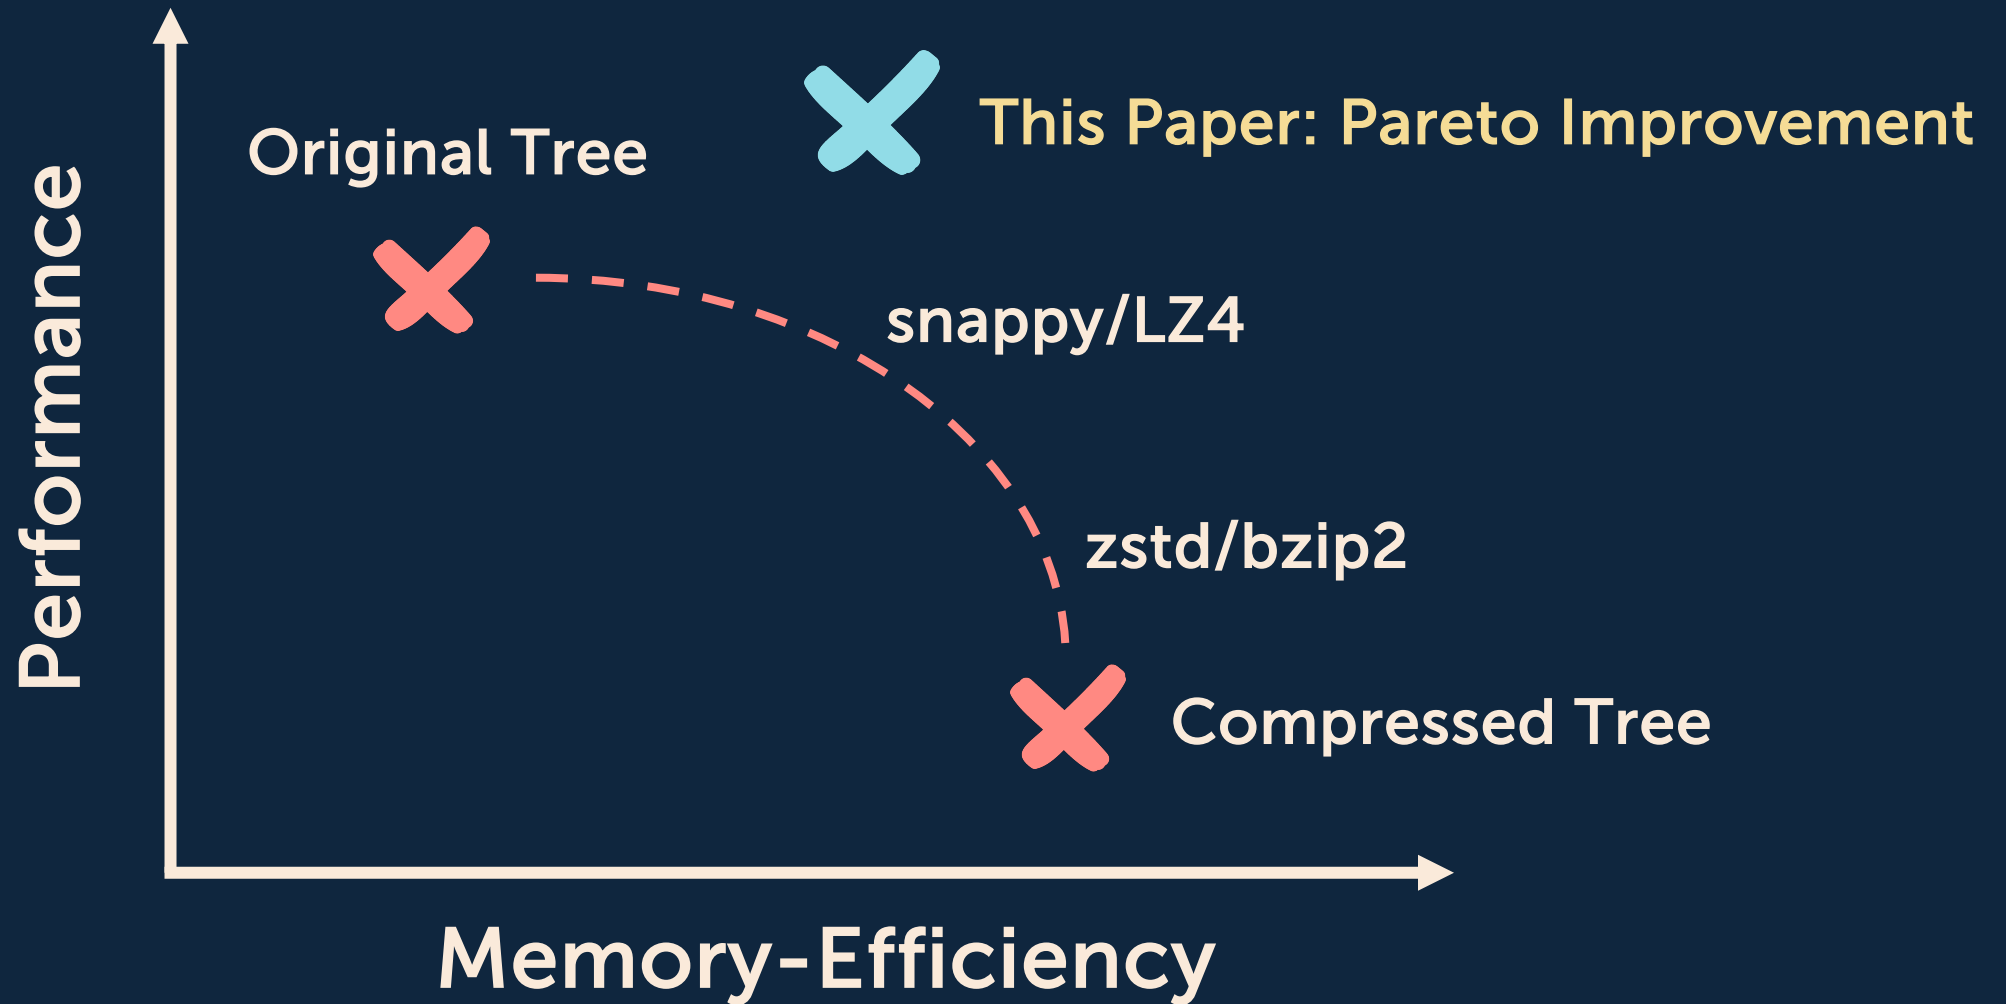 Performance
Original Tree
This Paper: Pareto Improvement
snappy/LZ4
zstd/bzip2
Compressed Tree
Memory-Efficiency